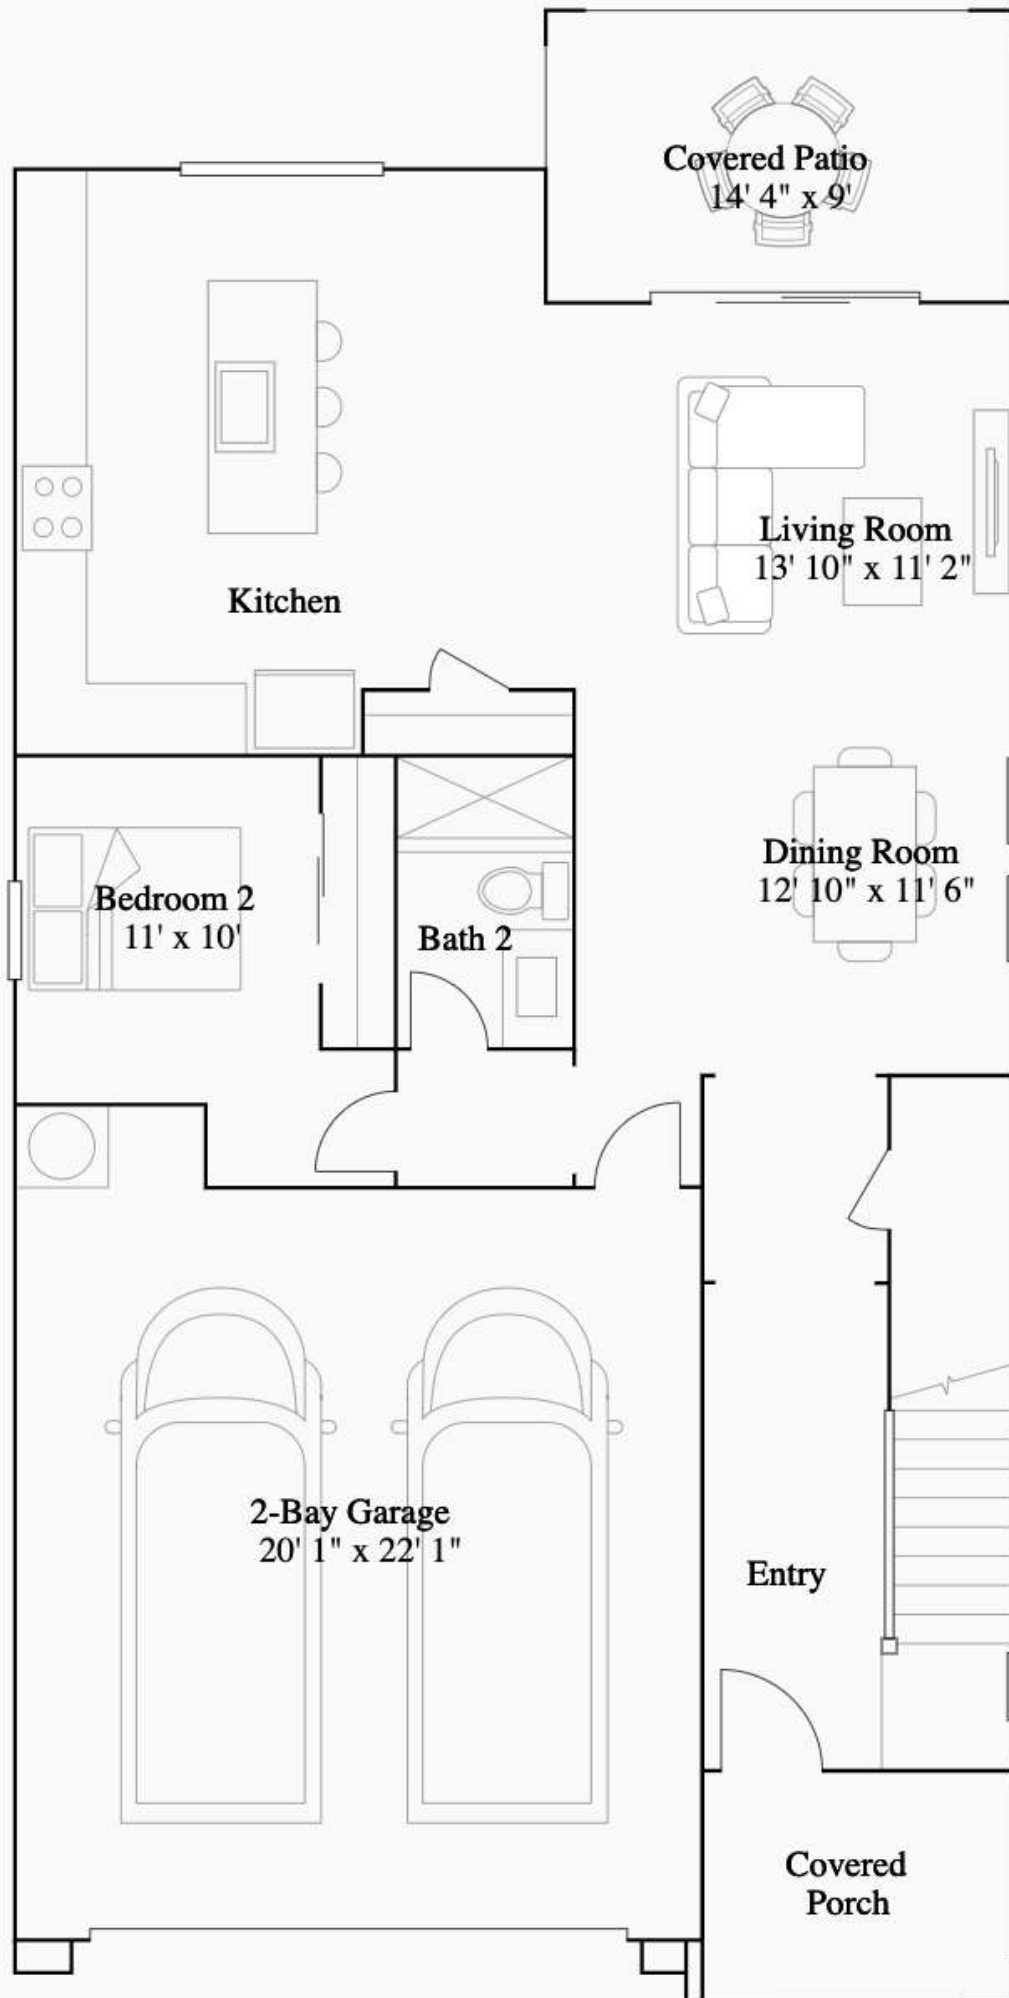 Covered Patio
14' 4" x 9'
Living Room
13' 10" x 11' 2"
Kitchen
Dining Room
12' 10" x 11' 6"
Bedroom 2
11' x 10'
Bath 2
2-Bay Garage
20' 1" x 22' 1"
Entry
Covered
Porch